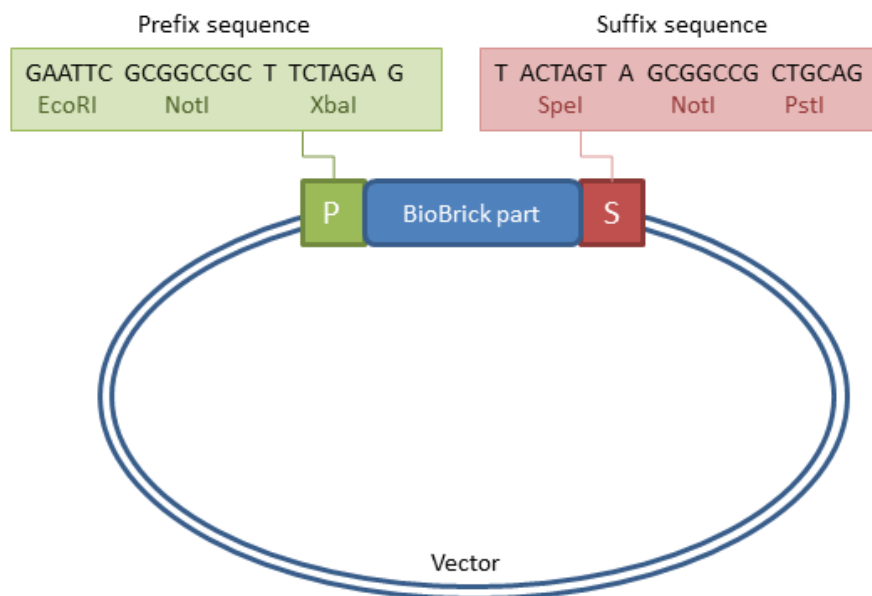 Prefix sequence
GAATTC GCGGCCGC T TCTAGA G
EcoRI NotI XbaI
Suffix sequence
T ACTAGT A GCGGCCG CTGCAG
SpeI NotI PstI
P
BioBrick part
S
Vector